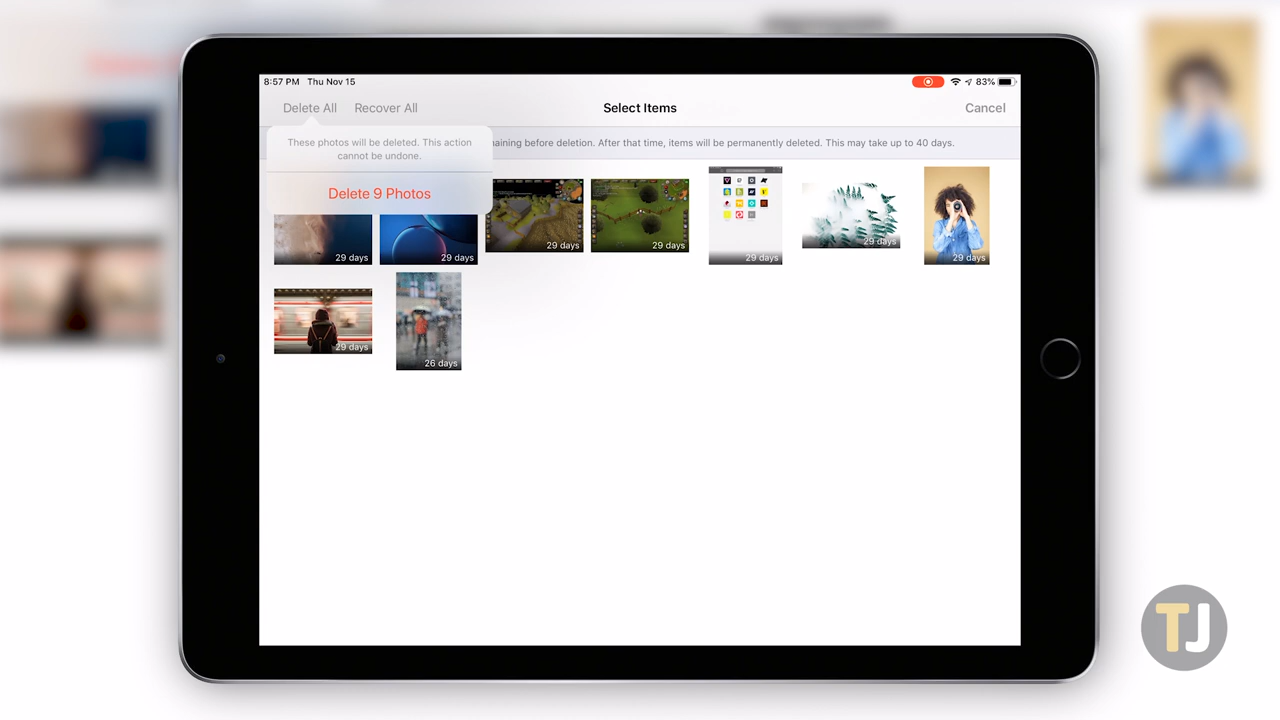 8:57 PM Thu Nov 15 83%
Delete All Recover All Select Items Cancel
These photos will be deleted. This action
cannot be undone.
before deletion. After that time, items will be permanently deleted. This may take up to 40 days.
Delete 9 Photos
29 days 29 days 29 days 29 days 29 days 29 days 29 days
29 days 26 days
TJ